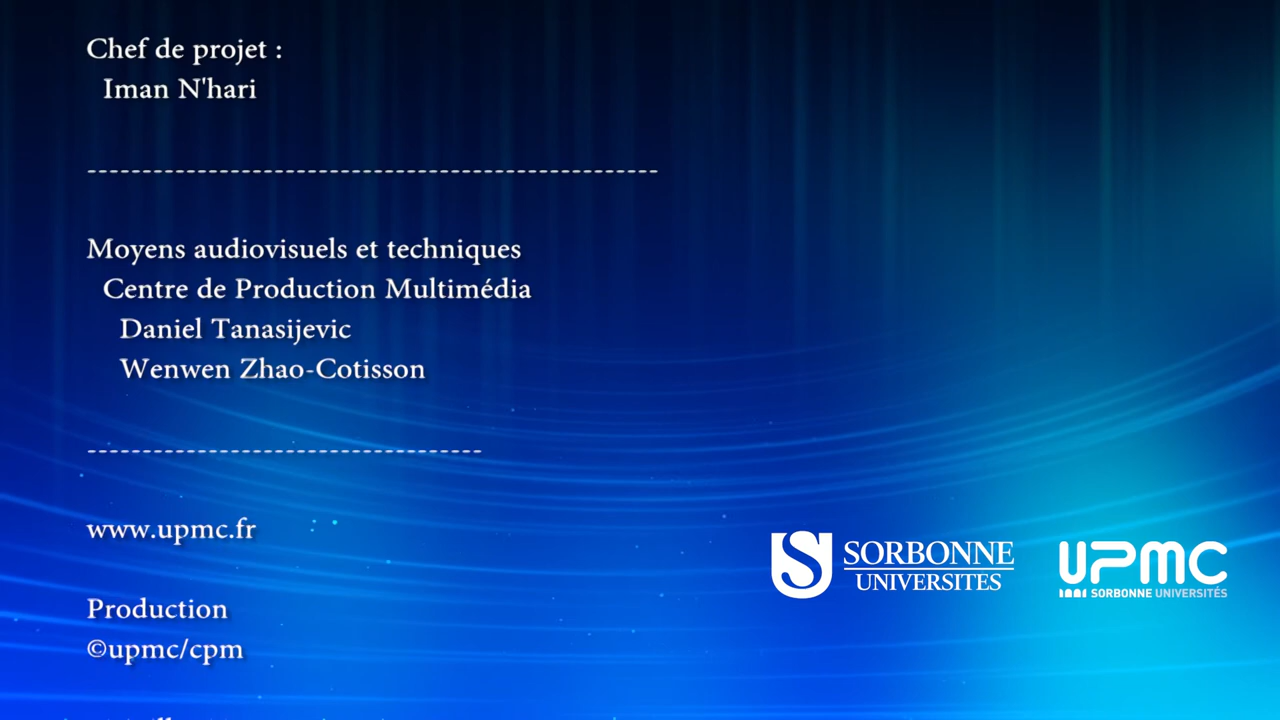 Chef de projet :
Iman N'hari
----------------------------------------------------
Moyens audiovisuels et techniques
Centre de Production Multimédia
Daniel Tanasijevic
Wenwen Zhao-Cotisson
------------------------------------
www.upmc.fr
Production
©upmc/cpm
SORBONNE
UNIVERSITES
UPMC
SORBONNE UNIVERSITÉS